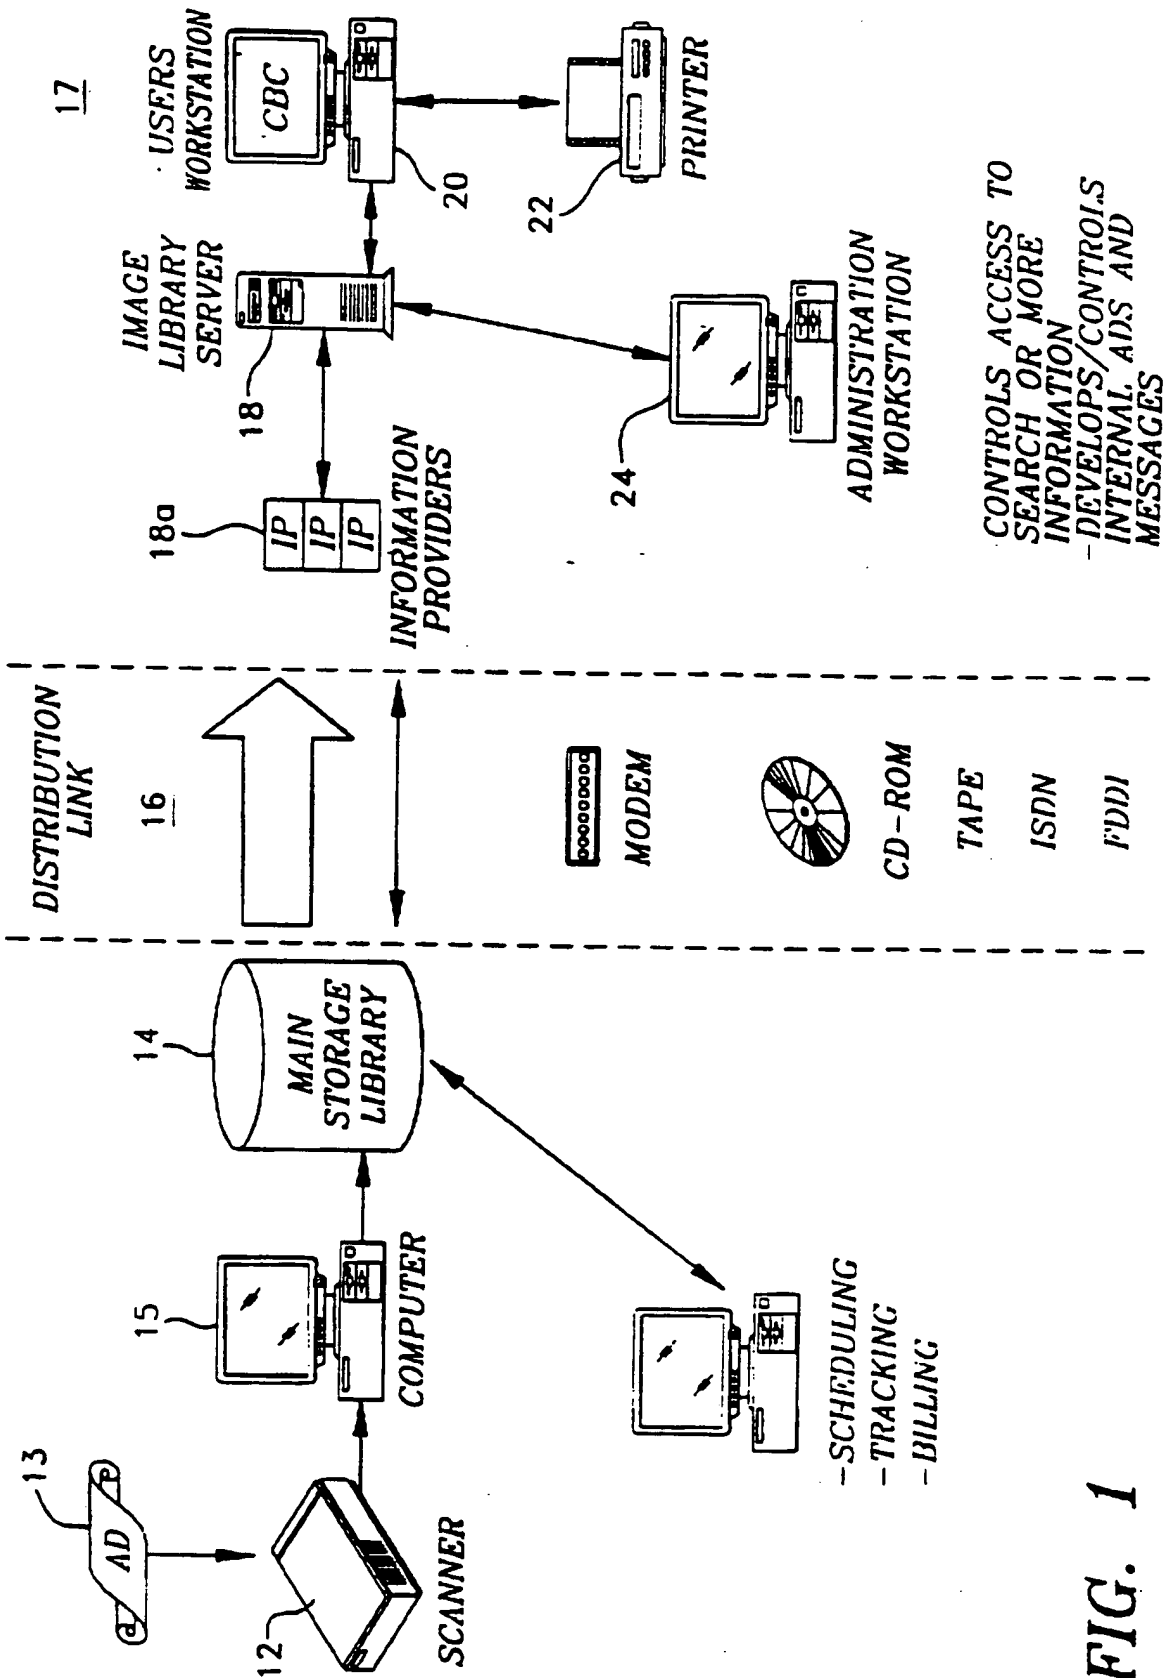 13
AD
12
SCANNER
15
COMPUTER
14
MAIN
STORAGE
LIBRARY
-SCHEDULING
-TRACKING
-BILLING
DISTRIBUTION
LINK
16
MODEM
CD-ROM
TAPE
ISDN
FDDI
17
18a
IP
IP
IP
INFORMATION
PROVIDERS
IMAGE
LIBRARY
SERVER
18
USERS
WORKSTATION
CBC
20
22
PRINTER
24
ADMINISTRATION
WORKSTATION
CONTROLS ACCESS TO
SEARCH OR MORE
INFORMATION
-DEVELOPS/CONTROLS
INTERNAL ADS AND
MESSAGES
FIG. 1